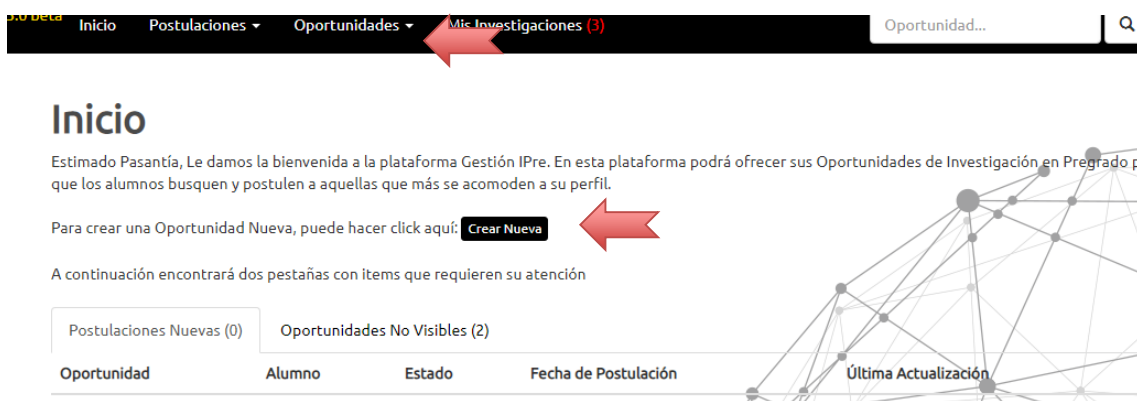 5.0 beta
Inicio Postulaciones Oportunidades Mis Investigaciones (3) Oportunidad...
Inicio
Estimado Pasantía, Le damos la bienvenida a la plataforma Gestión IPre. En esta plataforma podrá ofrecer sus Oportunidades de Investigación en Pregrado p
que los alumnos busquen y postulen a aquellas que más se acomoden a su perfil.
Para crear una Oportunidad Nueva, puede hacer click aquí: Crear Nueva
A continuación encontrará dos pestañas con items que requieren su atención
Postulaciones Nuevas (0) Oportunidades No Visibles (2)
Oportunidad Alumno Estado Fecha de Postulación Última Actualización